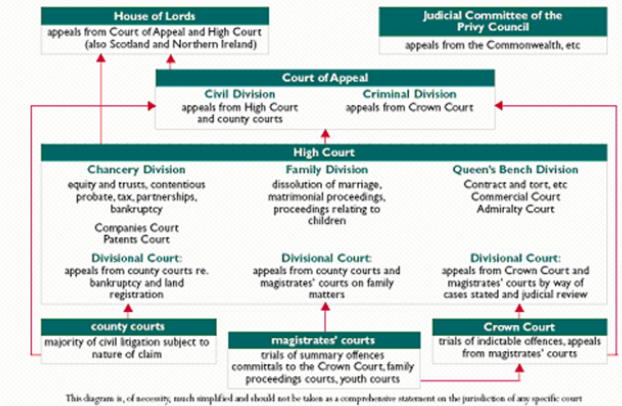 House of Lords
appeals from Court of Appeal and High Court
(also Scotland and Northern Ireland)
Judicial Committee of the
Privy Council
appeals from the Commonwealth, etc
Court of Appeal
Civil Division
appeals from High Court
and county courts
Criminal Division
appeals from Crown Court
High Court
Chancery Division
equity and trusts, contentious
probate, tax, partnerships,
bankruptcy
Companies Court
Patents Court
Divisional Court:
appeals from county courts re.
bankruptcy and land
registration
Family Division
dissolution of marriage,
matrimonial proceedings,
proceedings relating to
children
Divisional Court:
appeals from county courts and
magistrates' courts on family
matters
Queen's Bench Division
Contract and tort, etc
Commercial Court
Admiralty Court
Divisional Court:
appeals from Crown Court and
magistrates' courts by way of
cases stated and judicial review
county courts
majority of civil litigation subject to
nature of claim
magistrates' courts
trials of summary offences
committals to the Crown Court, family
proceedings courts, youth courts
Crown Court
trials of indictable offences, appeals
from magistrates' courts
This diagram is, of necessity, much simplified and should not be taken as a comprehensive statement on the jurisdiction of any specific court